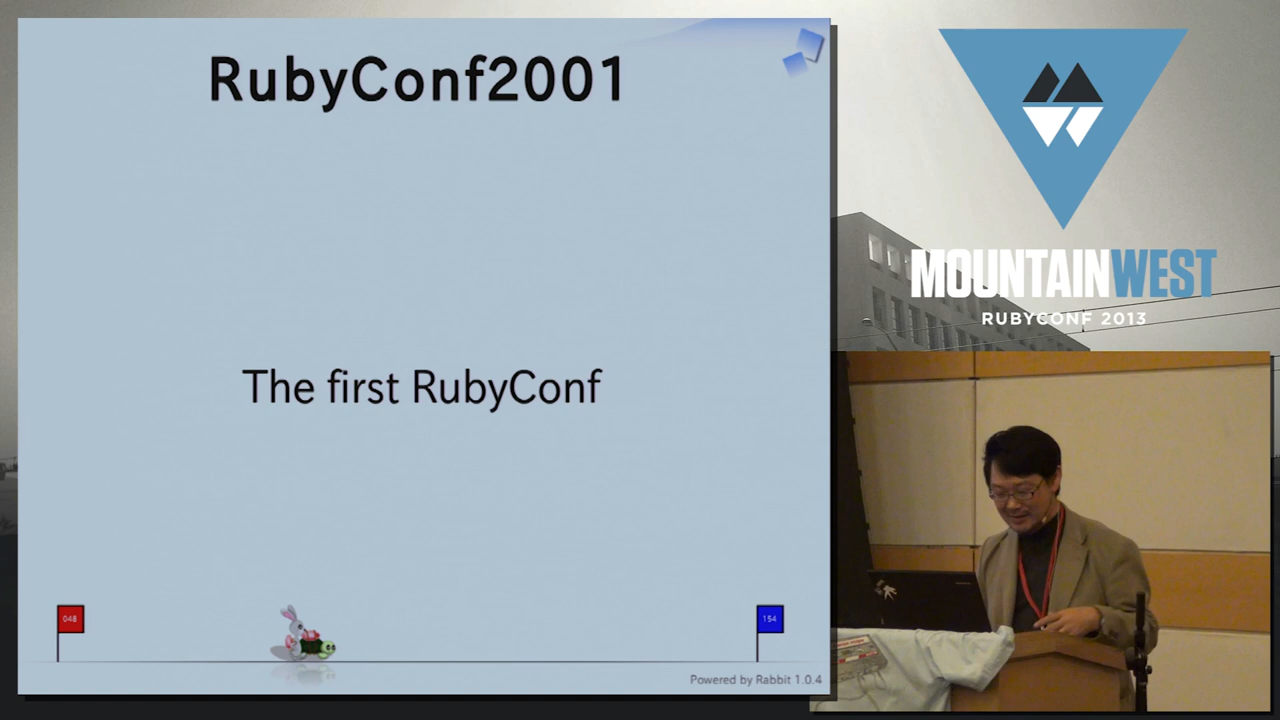 RubyConf2001
The first RubyConf
048
154
Powered by Rabbit 1.0.4
MOUNTAINWEST
RUBYCONF 2013